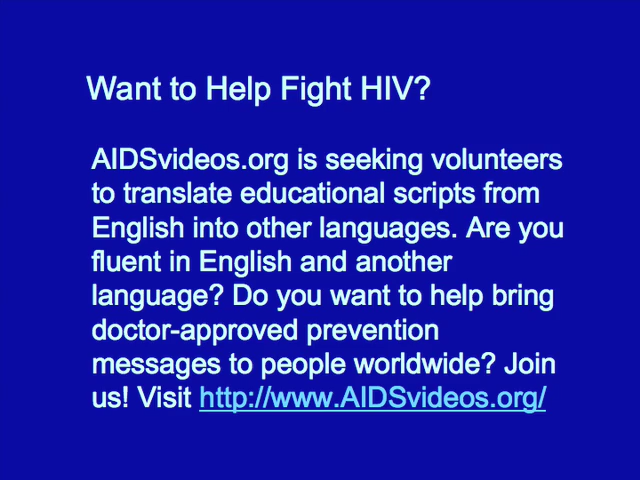 Want to Help Fight HIV?
AIDSvideos.org is seeking volunteers
to translate educational scripts from
English into other languages. Are you
fluent in English and another
language? Do you want to help bring
doctor-approved prevention
messages to people worldwide? Join
us! Visit http://www.AIDSvideos.org/